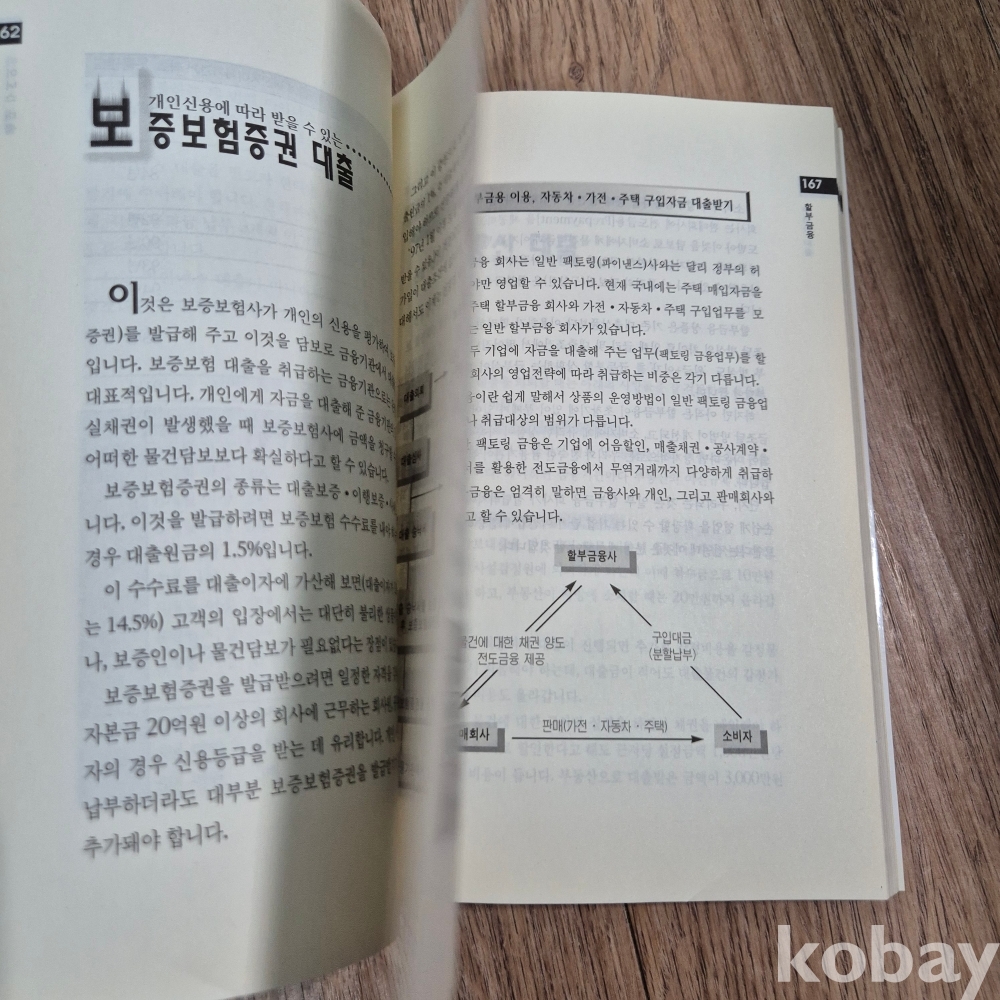 62
개인신용에 따라 받을 수 있는
보증보험증권 대출
이것은 보증보험사가 개인의 신용을 평가하여
증권)를 발급해 주고 이것을 담보로 금융기관에서
입니다. 보증보험 대출을 취급하는 금융기관으로는
대표적입니다. 개인에게 자금을 대출해 준 금융기관은
실채권이 발생했을 때 보증보험사에 금액을 청구
어떠한 물건담보보다 확실하다고 할 수 있습니다.
보증보험증권의 종류는 대출보증・이행보증・
니다. 이것을 발급하려면 보증보험 수수료를 내야
경우 대출원금의 1.5%입니다.
이 수수료를 대출이자에 가산해 보면(대출이자
는 14.5%) 고객의 입장에서는 대단히 불리한
나, 보증인이나 물건담보가 필요없다는 장점이
보증보험증권을 발급받으려면 일정한 자격을
자본금 20억원 이상의 회사에 근무하는 회사원,
자의 경우 신용등급을 받는 데 유리합니다.
납부하더라도 대부분 보증보험증권을 발급
추가돼야 합니다.
167
할부금융
부금융 이용, 자동차・가전・주택 구입자금 대출받기
융 회사는 일반 팩토링(파이낸스)사와는 달리 정부의 허
야만 영업할 수 있습니다. 현재 국내에는 주택 매입자금을
주택 할부금융 회사와 가전・자동차・주택 구입업무를 모
는 일반 할부금융 회사가 있습니다.
두 기업에 자금을 대출해 주는 업무(팩토링 금융업무)를 할
회사의 영업전략에 따라 취급하는 비중은 각기 다릅니다.
이란 쉽게 말해서 상품의 운영방법이 일반 팩토링 금융업
나 취급대상의 범위가 다릅니다.
팩토링 금융은 기업에 어음할인, 매출채권・공사계약・
를 활용한 전도금융에서 무역거래까지 다양하게 취급하
금융은 엄격히 말하면 금융사와 개인, 그리고 판매회사와
고 할 수 있습니다.
할부금융사
물건에 대한 채권 양도
전도금융 제공
구입대금
(분할납부)
매회사
판매(가전・자동차・주택)
소비자
kobay